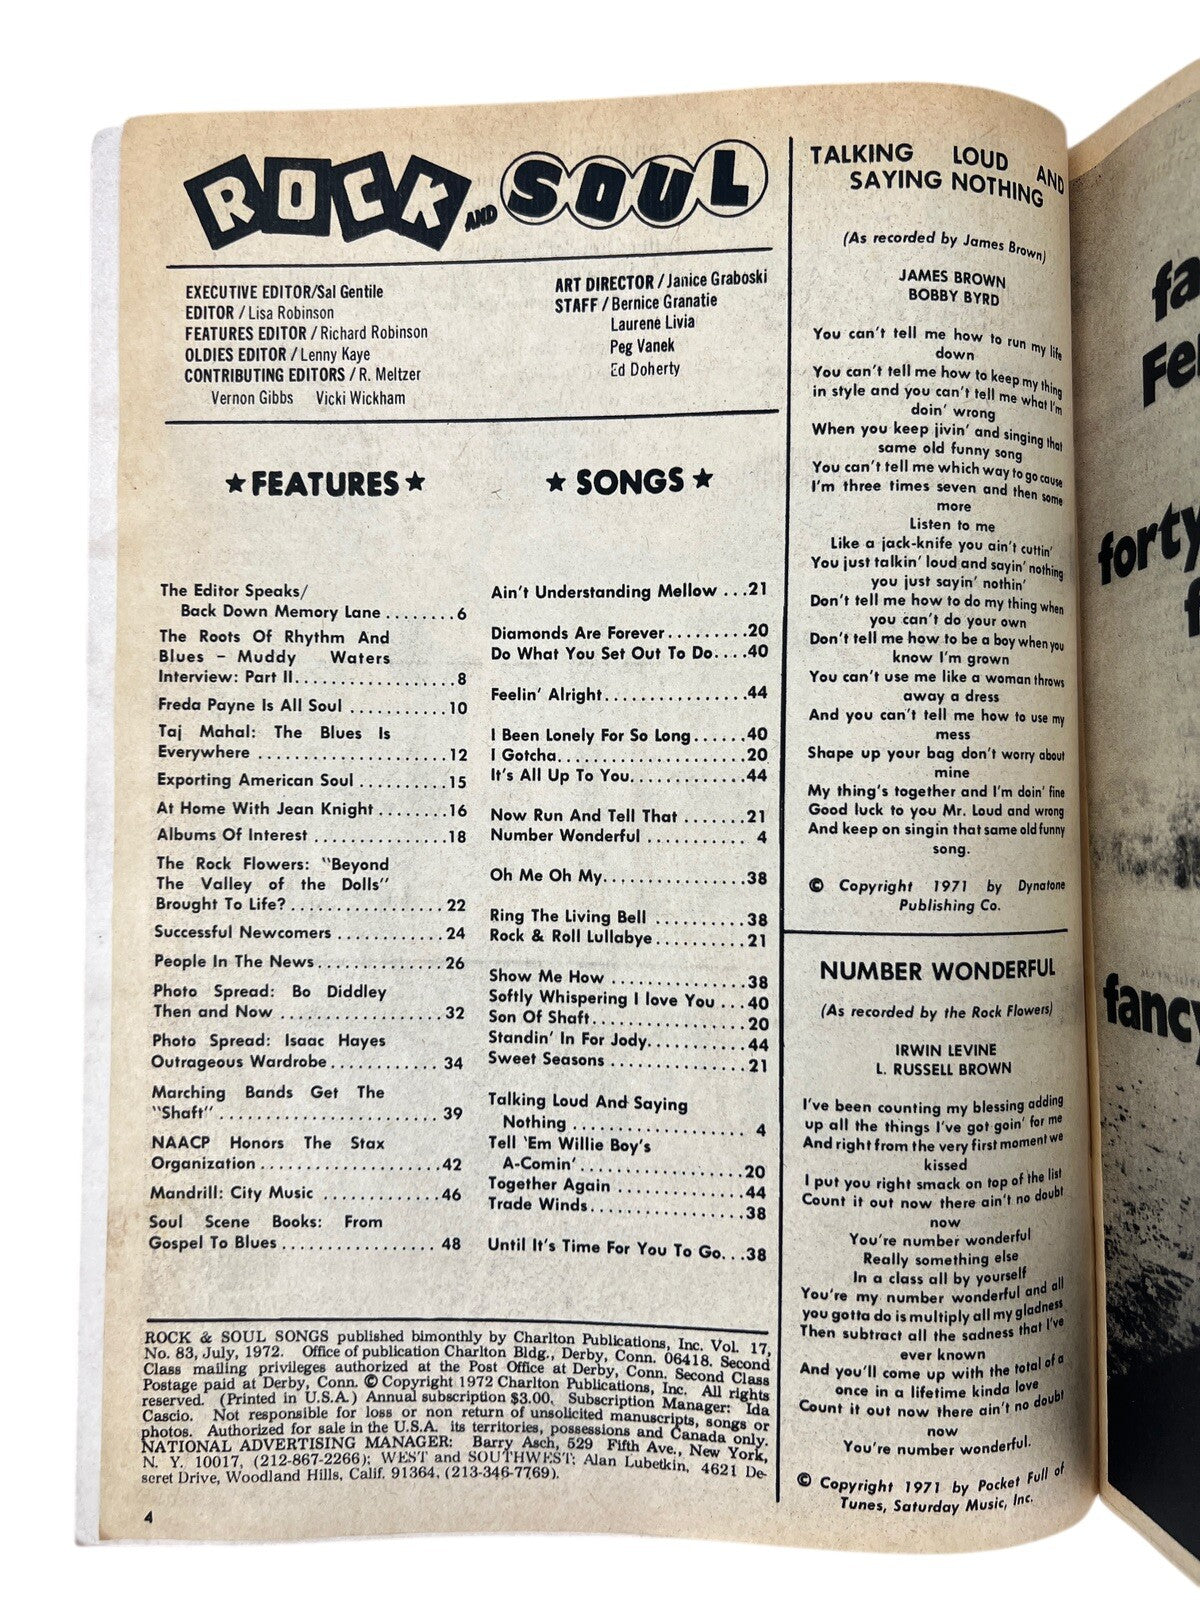 ROCK AND SOUL
EXECUTIVE EDITOR/Sal Gentile
EDITOR / Lisa Robinson
FEATURES EDITOR / Richard Robinson
OLDIES EDITOR / Lenny Kaye
CONTRIBUTING EDITORS / R. Meltzer
Vernon Gibbs Vicki Wickham
ART DIRECTOR / Janice Graboski
STAFF / Bernice Granatie
Laurene Livia
Peg Vanek
Ed Doherty
★ FEATURES ★
The Editor Speaks/
Back Down Memory Lane ........6
The Roots Of Rhythm And
Blues – Muddy Waters
Interview: Part II..................8
Freda Payne Is All Soul ...........10
Taj Mahal: The Blues Is
Everywhere ....................12
Exporting American Soul ..........15
At Home With Jean Knight ........16
Albums Of Interest ...............18
The Rock Flowers: "Beyond
The Valley of the Dolls"
Brought To Life? .................22
Successful Newcomers ............24
People In The News..............26
Photo Spread: Bo Diddley
Then and Now ..................32
Photo Spread: Isaac Hayes
Outrageous Wardrobe............34
Marching Bands Get The
"Shaft" ........................39
NAACP Honors The Stax
Organization....................42
Mandrill: City Music .............46
Soul Scene Books: From
Gospel To Blues.................48
★ SONGS ★
Ain't Understanding Mellow ...21
Diamonds Are Forever.........20
Do What You Set Out To Do....40
Feelin' Alright................44
I Been Lonely For So Long......40
I Gotcha.....................20
It's All Up To You.............44
Now Run And Tell That .......21
Number Wonderful ........... 4
Oh Me Oh My................38
Ring The Living Bell ..........38
Rock & Roll Lullabye..........21
Show Me How ...............38
Softly Whispering I love You ...40
Son Of Shaft.................20
Standin' In For Jody...........44
Sweet Seasons ...............21
Talking Loud And Saying
Nothing ................... 4
Tell 'Em Willie Boy's
A-Comin'..................20
Together Again ..............44
Trade Winds.................38
Until It's Time For You To Go...38
ROCK & SOUL SONGS published bimonthly by Charlton Publications, Inc. Vol. 17,
No. 83, July, 1972. Office of publication Charlton Bldg., Derby, Conn. 06418. Second
Class mailing privileges authorized at the Post Office at Derby, Conn. Second Class
Postage paid at Derby, Conn. © Copyright 1972 Charlton Publications, Inc. All rights
reserved. (Printed in U.S.A.) Annual subscription $3.00, Subscription Manager: Ida
Cascio. Not responsible for loss or non return of unsolicited manuscripts, songs or
photos. Authorized for sale in the U.S.A. its territories, possessions and Canada only.
NATIONAL ADVERTISING MANAGER: Barry Asch, 529 Fifth Ave., New York,
N. Y. 10017, (212-867-2266); WEST and SOUTHWEST; Alan Lubetkin, 4621 De-
seret Drive, Woodland Hills, Calif. 91364, (213-346-7769).
4
TALKING LOUD AND
SAYING NOTHING
(As recorded by James Brown)
JAMES BROWN
BOBBY BYRD
You can't tell me how to run my life
down
You can't tell me how to keep my thing
in style and you can't tell me what I'm
doin' wrong
When you keep jivin' and singing that
same old funny song
You can't tell me which way to go cause
I'm three times seven and then some
more
Listen to me
Like a jack-knife you ain't cuttin'
You just talkin' loud and sayin' nothing
you just sayin' nothin'
Don't tell me how to do my thing when
you can't do your own
Don't tell me how to be a boy when you
know I'm grown
You can't use me like a woman throws
away a dress
And you can't tell me how to use my
mess
Shape up your bag don't worry about
mine
My thing's together and I'm doin' fine
Good luck to you Mr. Loud and wrong
And keep on singin that same old funny
song.
© Copyright 1971 by Dynatone
Publishing Co.
NUMBER WONDERFUL
(As recorded by the Rock Flowers)
IRWIN LEVINE
L. RUSSELL BROWN
I've been counting my blessing adding
up all the things I've got goin' for me
And right from the very first moment we
kissed
I put you right smack on top of the list
Count it out now there ain't no doubt
now
You're number wonderful
Really something else
In a class all by yourself
You're my number wonderful and all
you gotta do is multiply all my gladness
Then subtract all the sadness that I've
ever known
And you'll come up with the total of a
once in a lifetime kinda love
Count it out now there ain't no doubt
now
You're number wonderful.
© Copyright 1971 by Pocket Full of
Tunes, Saturday Music, Inc.
forty
fancy